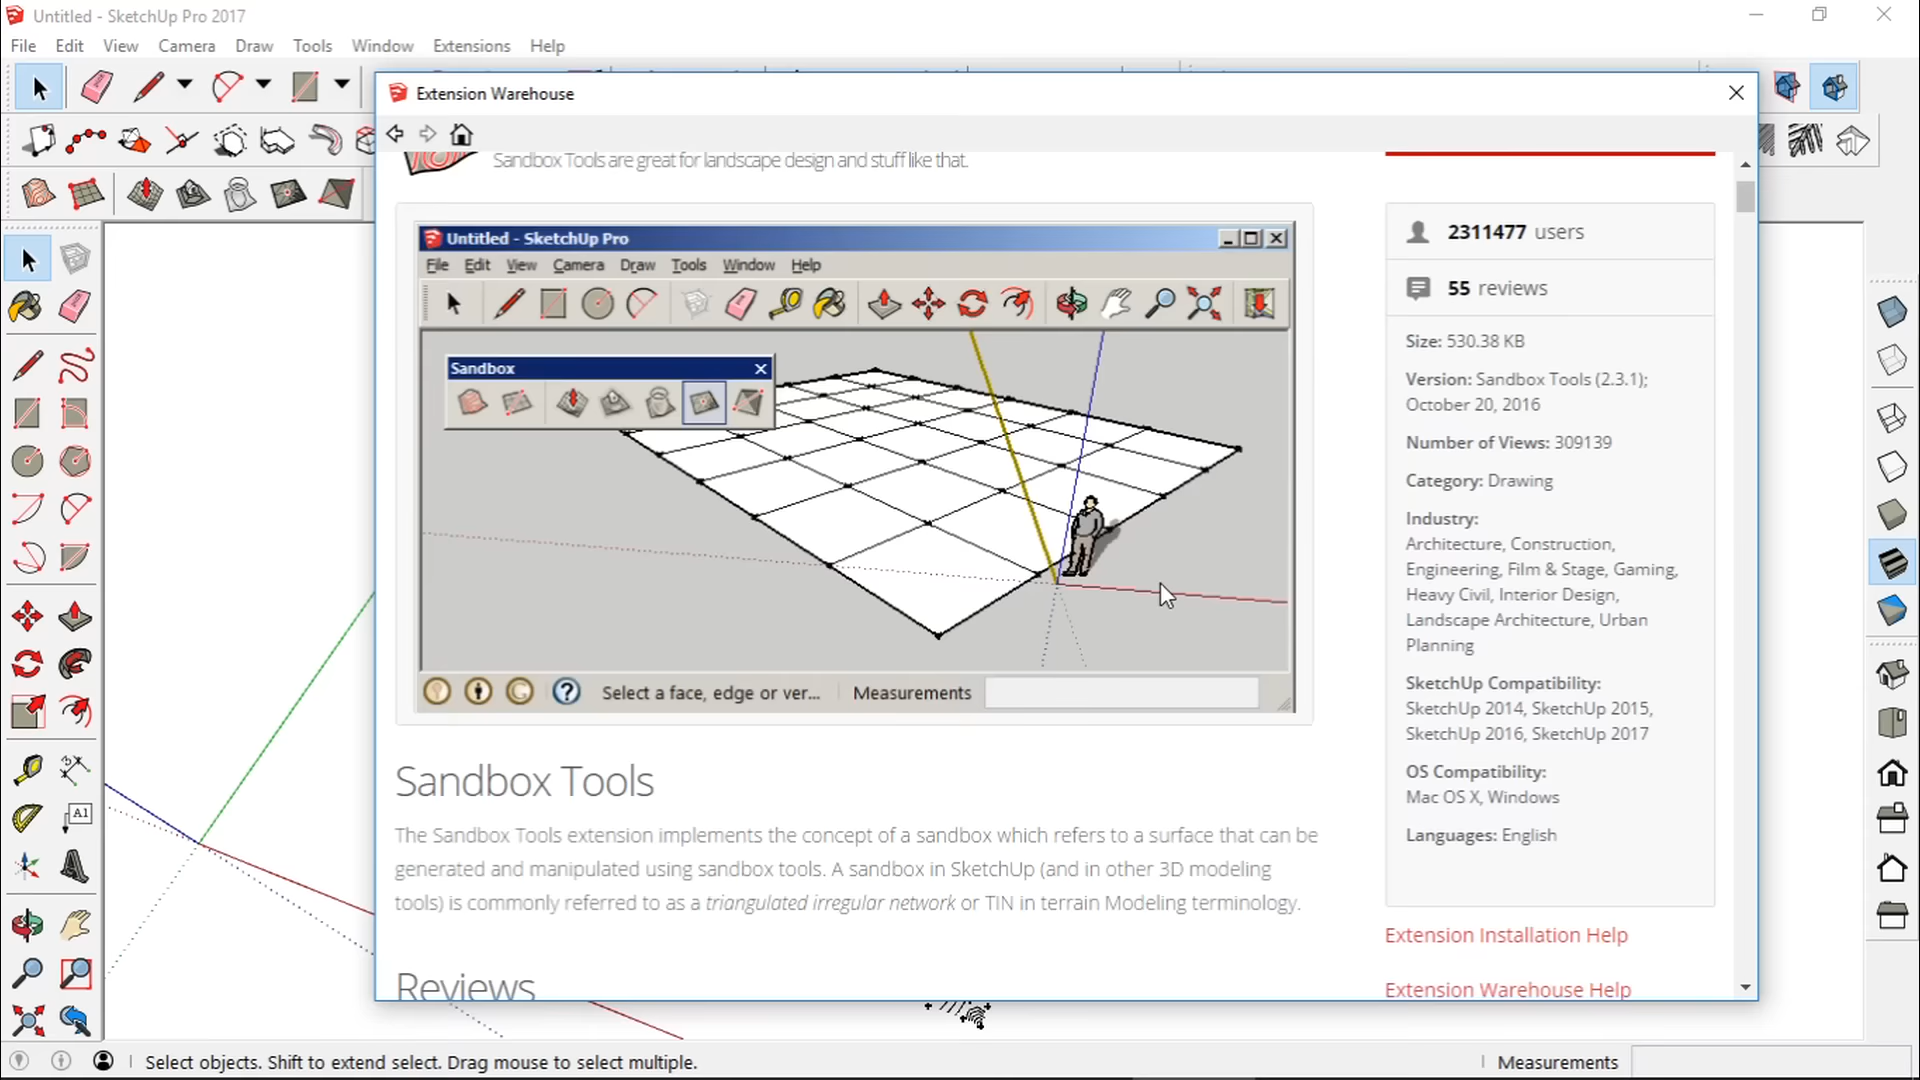 Untitled - SketchUp Pro 2017
File Edit View Camera Draw Tools Window Extensions Help
Extension Warehouse
Sandbox Tools are great for landscape design and stuff like that.
Untitled - SketchUp Pro
File Edit View Camera Draw Tools Window Help
Sandbox
Select a face, edge or ver... Measurements
2311477 users
55 reviews
Size: 530.38 KB
Version: Sandbox Tools (2.3.1);
October 20, 2016
Number of Views: 309139
Category: Drawing
Industry:
Architecture, Construction,
Engineering, Film & Stage, Gaming,
Heavy Civil, Interior Design,
Landscape Architecture, Urban
Planning
SketchUp Compatibility:
SketchUp 2014, SketchUp 2015,
SketchUp 2016, SketchUp 2017
OS Compatibility:
Mac OS X, Windows
Languages: English
Sandbox Tools
The Sandbox Tools extension implements the concept of a sandbox which refers to a surface that can be
generated and manipulated using sandbox tools. A sandbox in SketchUp (and in other 3D modeling
tools) is commonly referred to as a triangulated irregular network or TIN in terrain Modeling terminology.
Reviews
Extension Installation Help
Extension Warehouse Help
A1
Select objects. Shift to extend select. Drag mouse to select multiple.
Measurements